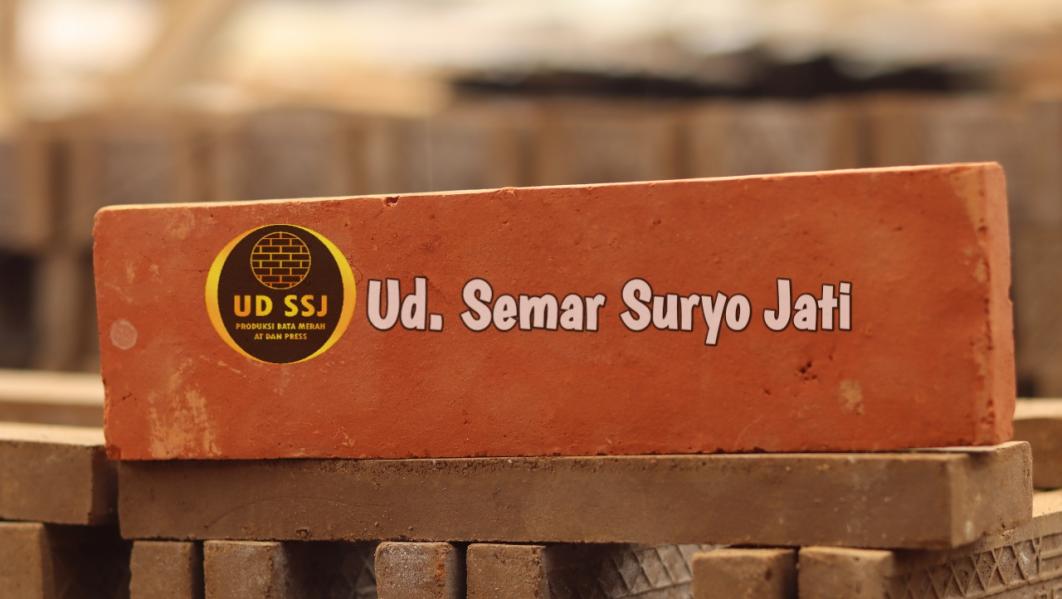 UD SSJ
PRODUKSI BATA MERAH
AT DAN PRESS
Ud. Semar Suryo Jati